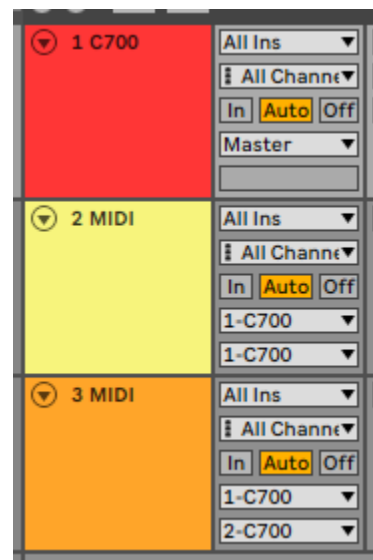 1 C700
All Ins
All Channe
In Auto Off
Master
2 MIDI
All Ins
All Channe
In Auto Off
1-C700
1-C700
3 MIDI
All Ins
All Channe
In Auto Off
1-C700
2-C700